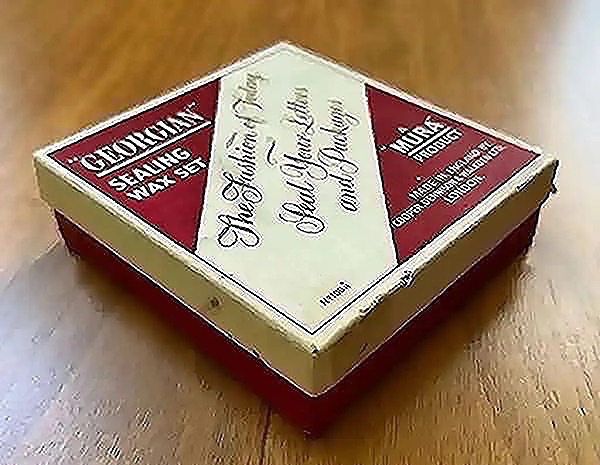 "GEORGIAN"
SEALING
WAX SET
The Fashion of Today
Seal Your Letters
and Packages
A
"MURA"
PRODUCT
MADE IN ENGLAND BY
LONDON.